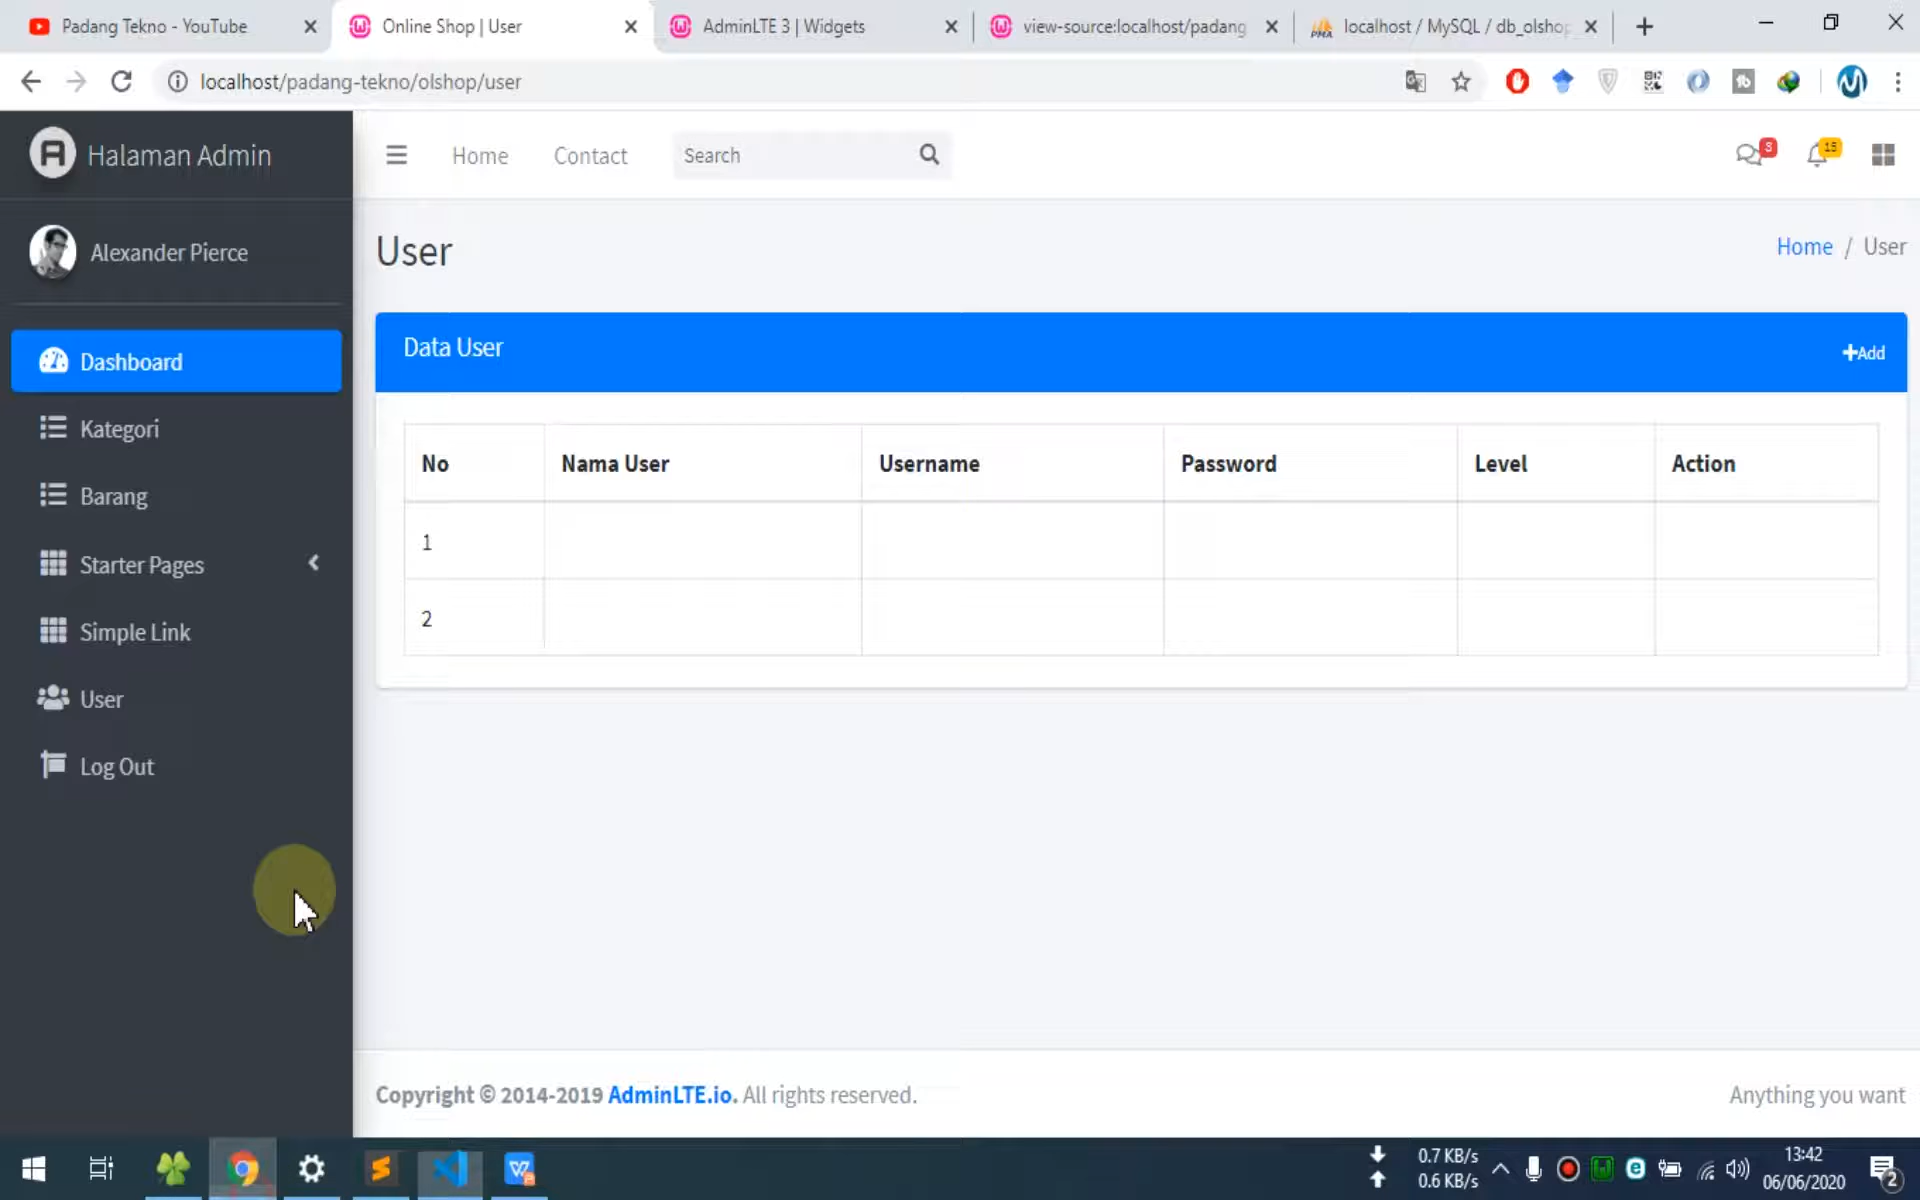 Padang Tekno - YouTube
Online Shop | User
AdminLTE 3 | Widgets
view-source:localhost/padang
localhost / MySQL / db_olshop
localhost/padang-tekno/olshop/user
Halaman Admin
Home
Contact
Search
3
15
Alexander Pierce
User
Home / User
Dashboard
Kategori
Barang
Starter Pages
Simple Link
User
Log Out
Data User
Add
No Nama User Username Password Level Action
1
2
Copyright © 2014-2019 AdminLTE.io. All rights reserved.
Anything you want
0.7 KB/s
0.6 KB/s
13:42
06/06/2020
2